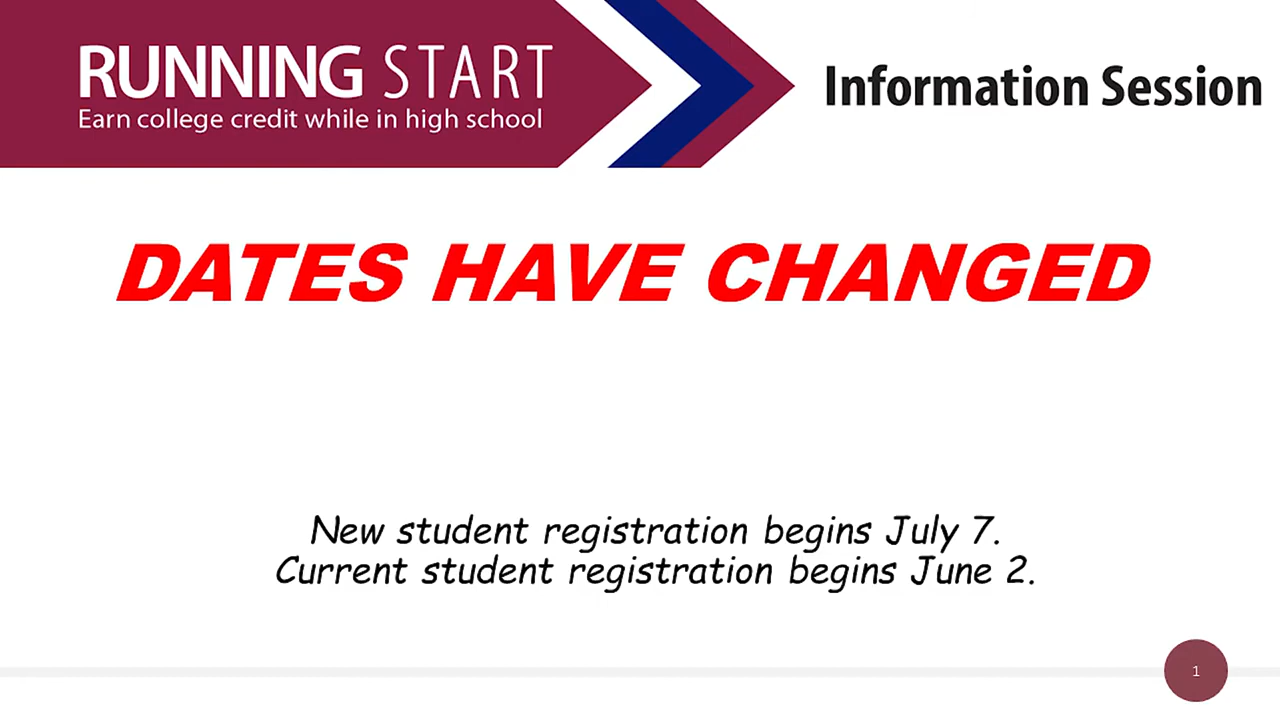 RUNNING START
Earn college credit while in high school
Information Session
DATES HAVE CHANGED
New student registration begins July 7.
Current student registration begins June 2.
1